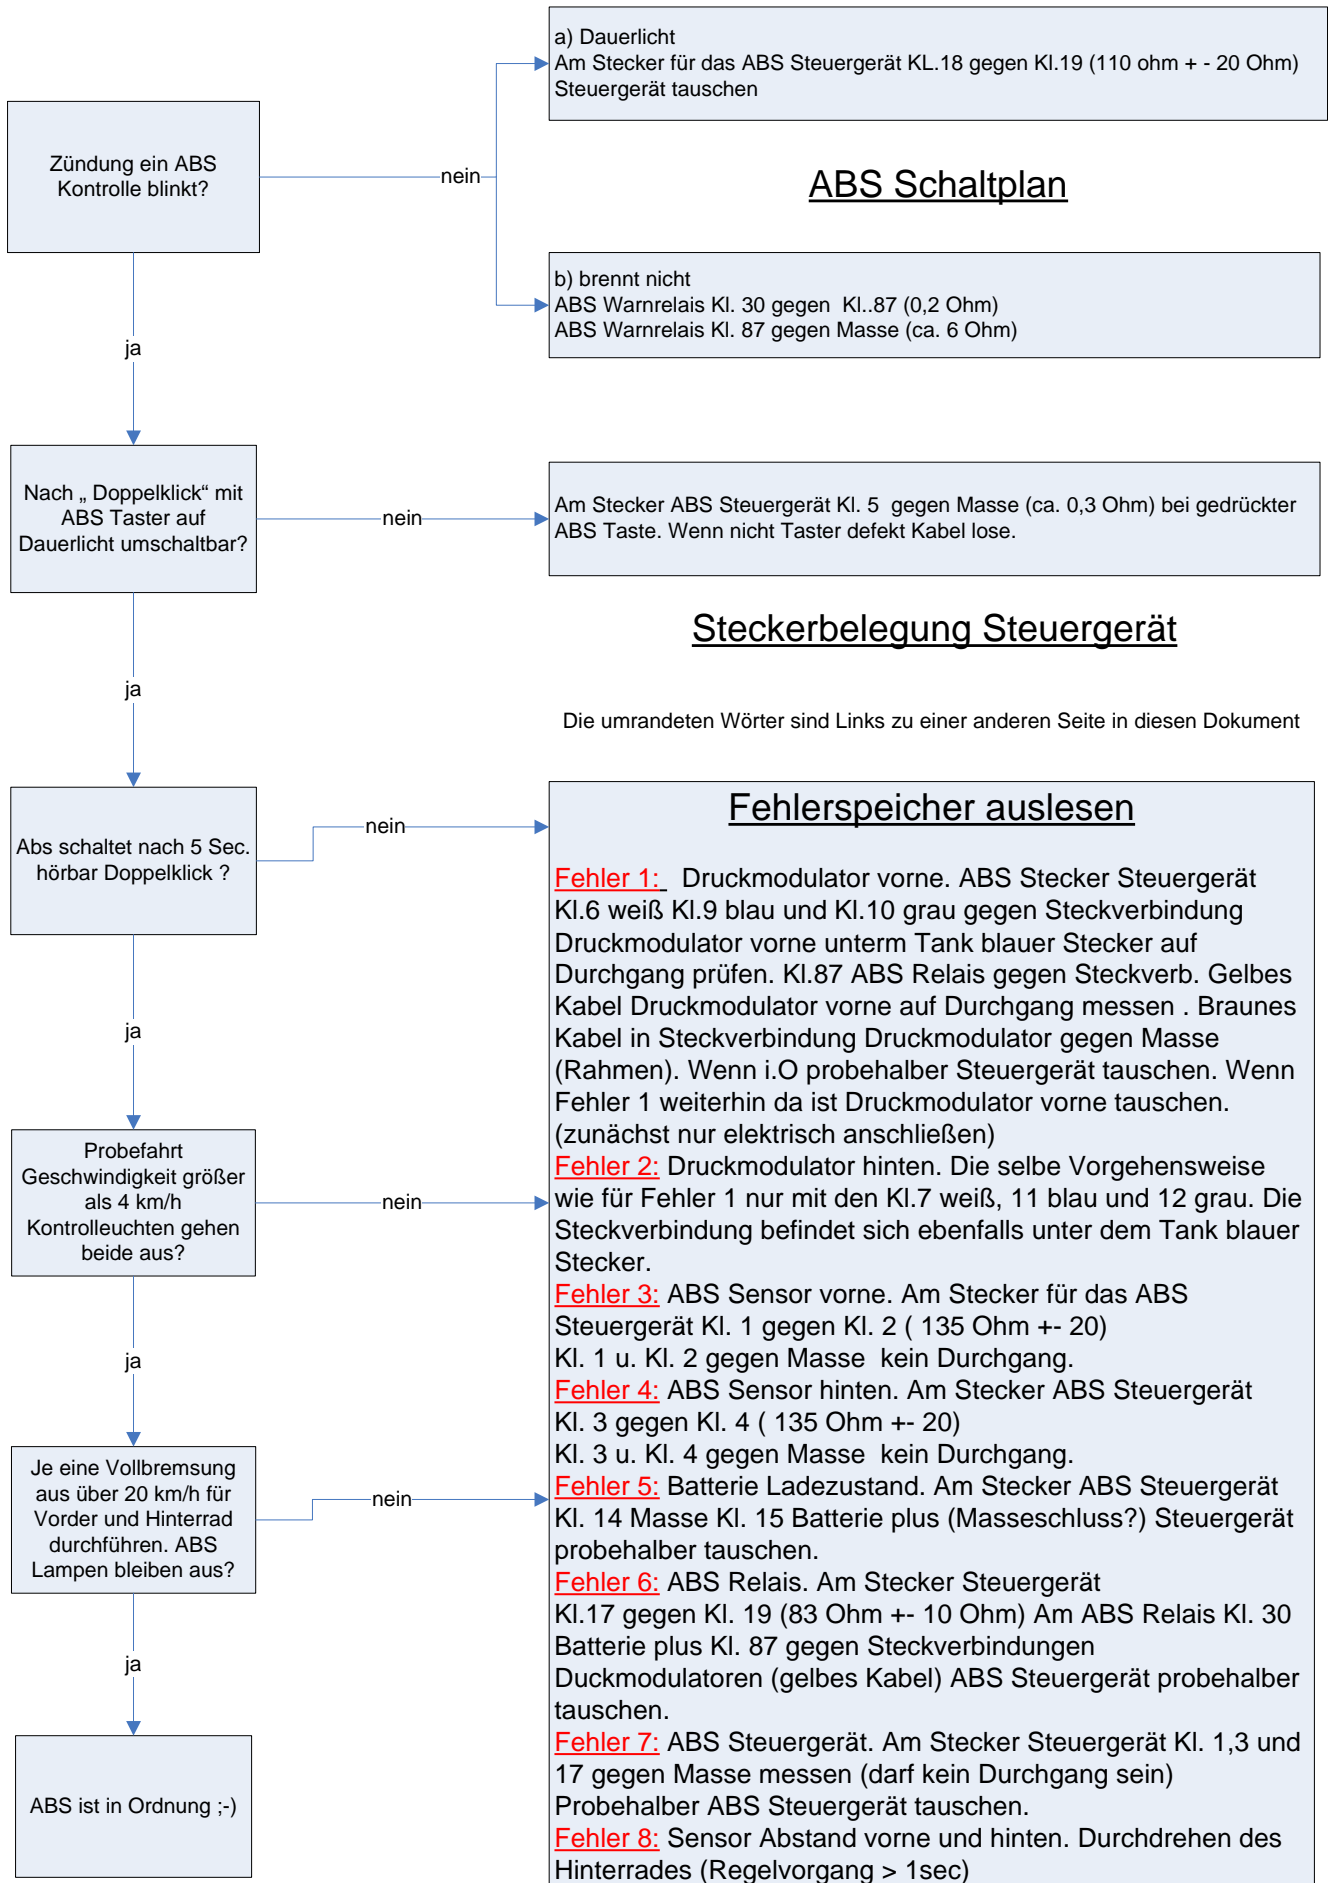 a) Dauerlicht
Am Stecker für das ABS Steuergerät KL.18 gegen Kl.19 (110 ohm + - 20 Ohm)
Steuergerät tauschen
Zündung ein ABS
Kontrolle blinkt?
nein
ABS Schaltplan
b) brennt nicht
ABS Warnrelais Kl. 30 gegen  Kl..87 (0,2 Ohm)
ABS Warnrelais Kl. 87 gegen Masse (ca. 6 Ohm)
ja
Nach „ Doppelklick“ mit
ABS Taster auf
Dauerlicht umschaltbar?
nein
Am Stecker ABS Steuergerät Kl. 5  gegen Masse (ca. 0,3 Ohm) bei gedrückter
ABS Taste. Wenn nicht Taster defekt Kabel lose.
Steckerbelegung Steuergerät
ja
Die umrandeten Wörter sind Links zu einer anderen Seite in diesen Dokument
Abs schaltet nach 5 Sec.
hörbar Doppelklick ?
nein
Fehlerspeicher auslesen
Fehler 1:   Druckmodulator vorne. ABS Stecker Steuergerät
Kl.6 weiß Kl.9 blau und Kl.10 grau gegen Steckverbindung
Druckmodulator vorne unterm Tank blauer Stecker auf
Durchgang prüfen. Kl.87 ABS Relais gegen Steckverb. Gelbes
Kabel Druckmodulator vorne auf Durchgang messen . Braunes
Kabel in Steckverbindung Druckmodulator gegen Masse
(Rahmen). Wenn i.O probehalber Steuergerät tauschen. Wenn
Fehler 1 weiterhin da ist Druckmodulator vorne tauschen.
(zunächst nur elektrisch anschließen)
Fehler 2: Druckmodulator hinten. Die selbe Vorgehensweise
wie für Fehler 1 nur mit den Kl.7 weiß, 11 blau und 12 grau. Die
Steckverbindung befindet sich ebenfalls unter dem Tank blauer
Stecker.
Fehler 3: ABS Sensor vorne. Am Stecker für das ABS
Steuergerät Kl. 1 gegen Kl. 2 ( 135 Ohm +- 20)
Kl. 1 u. Kl. 2 gegen Masse  kein Durchgang.
Fehler 4: ABS Sensor hinten. Am Stecker ABS Steuergerät
Kl. 3 gegen Kl. 4 ( 135 Ohm +- 20)
Kl. 3 u. Kl. 4 gegen Masse  kein Durchgang.
Fehler 5: Batterie Ladezustand. Am Stecker ABS Steuergerät
Kl. 14 Masse Kl. 15 Batterie plus (Masseschluss?) Steuergerät
probehalber tauschen.
Fehler 6: ABS Relais. Am Stecker Steuergerät
Kl.17 gegen Kl. 19 (83 Ohm +- 10 Ohm) Am ABS Relais Kl. 30
Batterie plus Kl. 87 gegen Steckverbindungen
Duckmodulatoren (gelbes Kabel) ABS Steuergerät probehalber
tauschen.
Fehler 7: ABS Steuergerät. Am Stecker Steuergerät Kl. 1,3 und
17 gegen Masse messen (darf kein Durchgang sein)
Probehalber ABS Steuergerät tauschen.
Fehler 8: Sensor Abstand vorne und hinten. Durchdrehen des
Hinterrades (Regelvorgang > 1sec)
ja
Probefahrt
Geschwindigkeit größer
als 4 km/h
Kontrolleuchten gehen
beide aus?
nein
ja
Je eine Vollbremsung
aus über 20 km/h für
Vorder und Hinterrad
durchführen. ABS
Lampen bleiben aus?
nein
ja
ABS ist in Ordnung ;-)